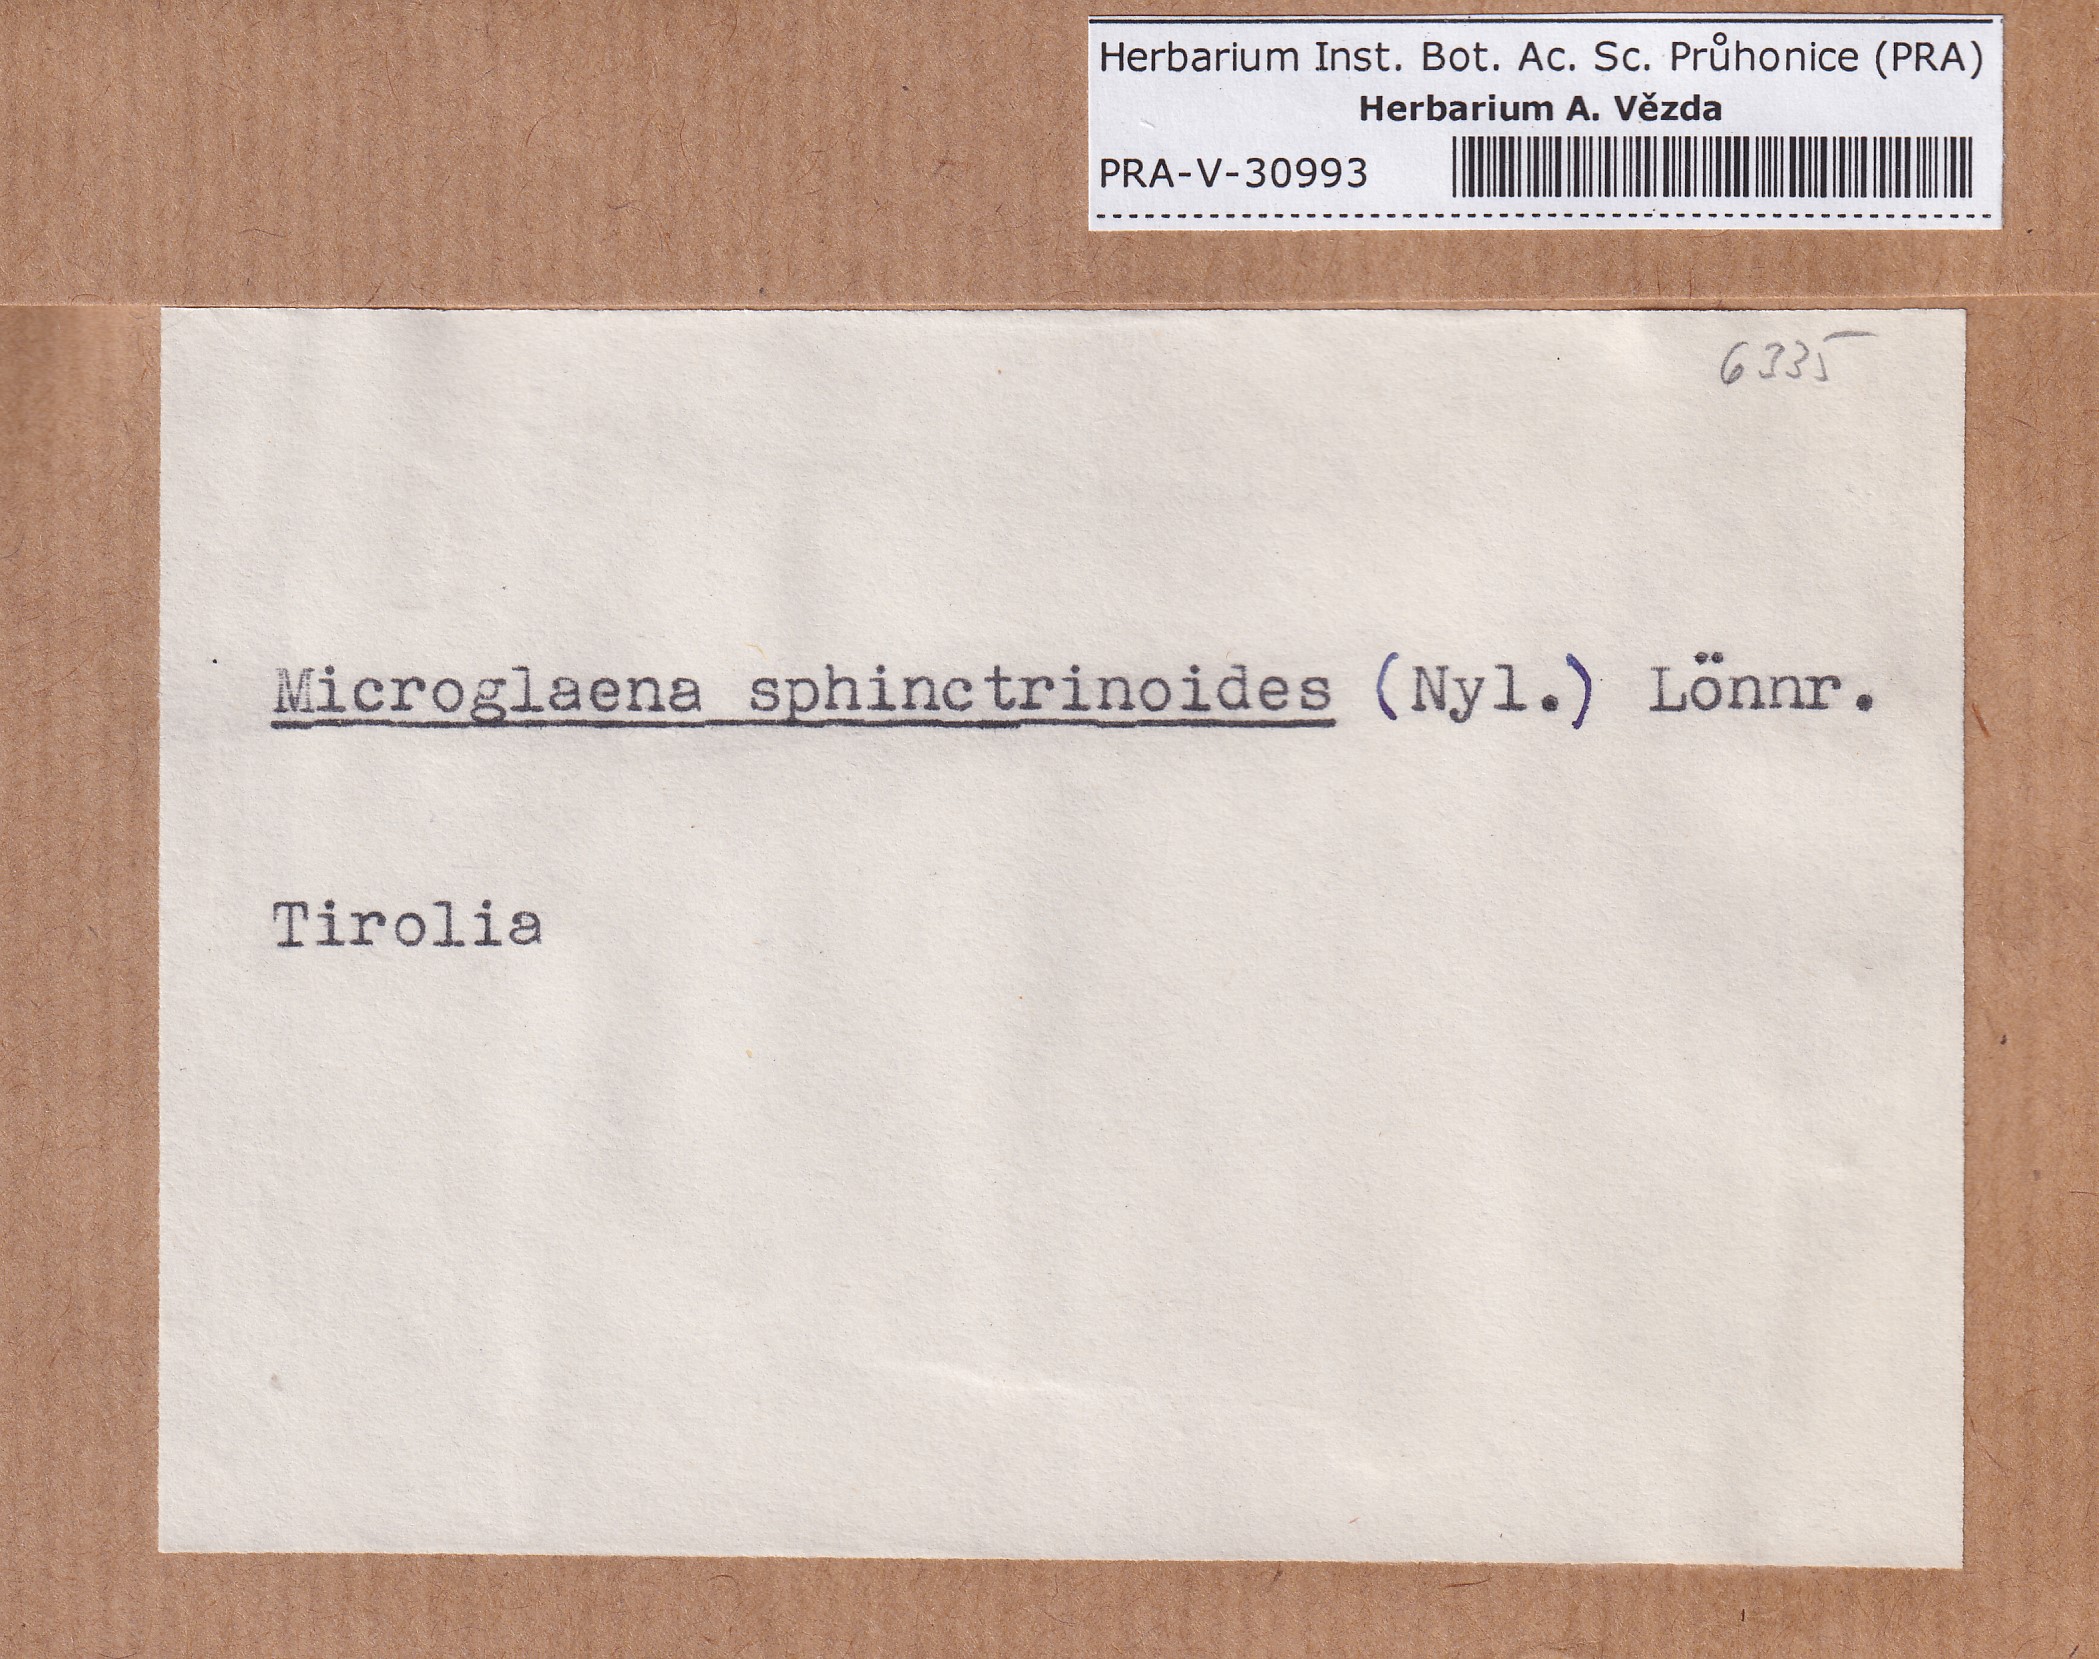 Herbarium Inst. Bot. Ac. Sc. Průhonice (PRA)
Herbarium A. Vězda
PRA-V-30993
6335
Microglaena sphinctrinoides (Nyl.) Lönnr.
Tirolia